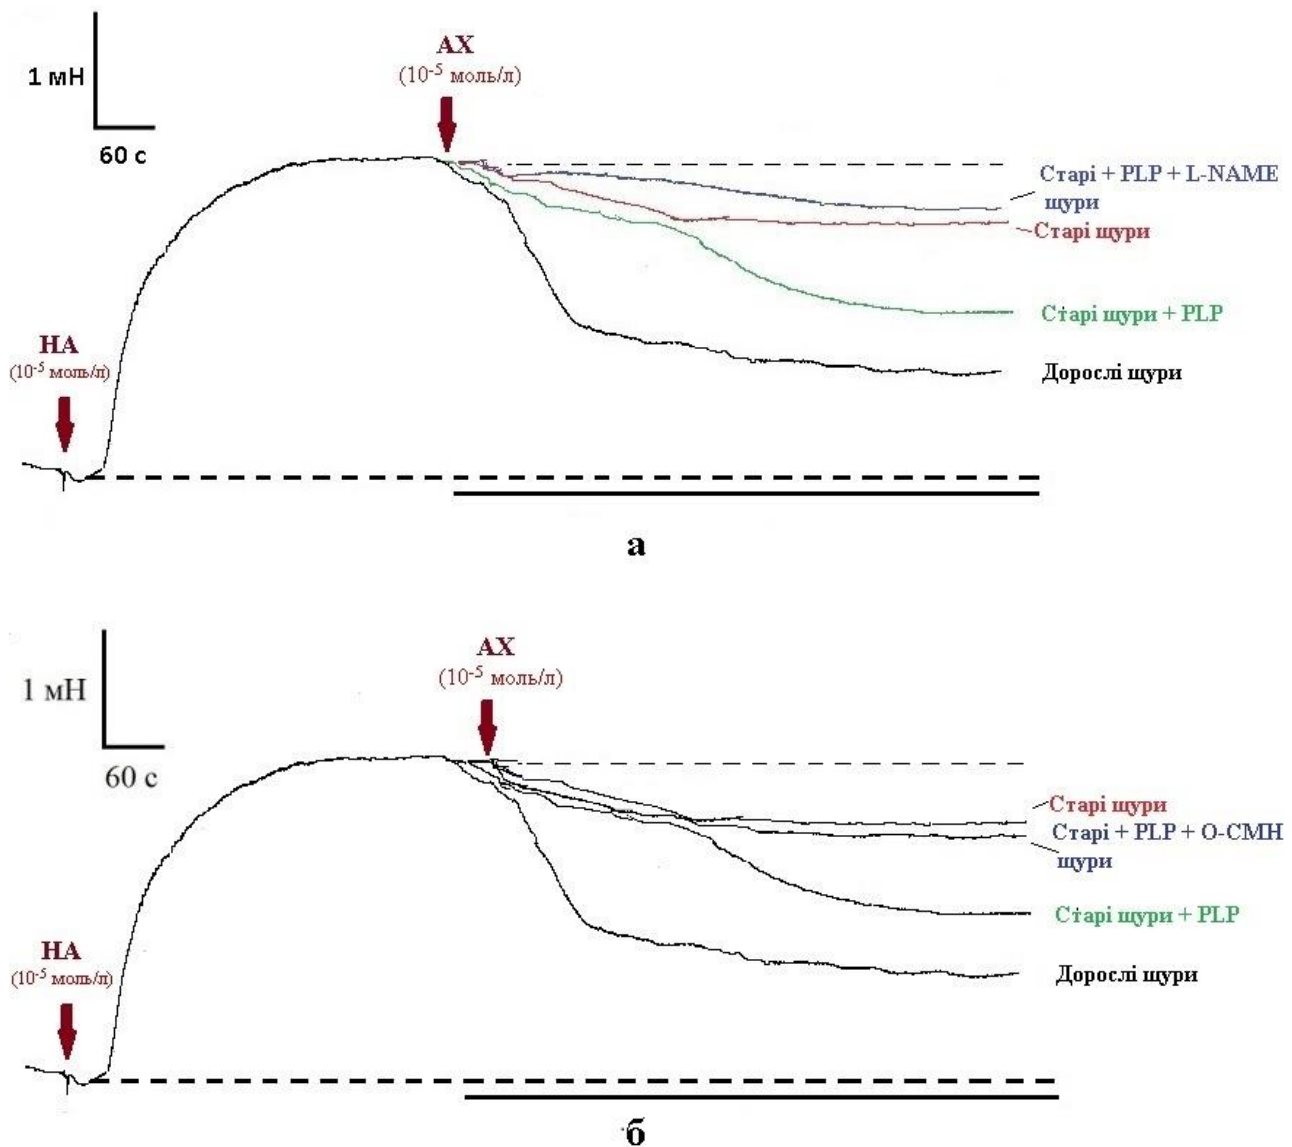 АХ
(10-5 моль/л)
1 мН
60 с
Старі + PLP + L-NAME
щури
Старі щури
Старі щури + PLP
НА
(10-5 моль/л)
Дорослі щури
а
АХ
(10-5 моль/л)
1 мН
60 с
Старі щури
Старі + PLP + O-CMH
щури
Старі щури + PLP
НА
(10-5 моль/л)
Дорослі щури
б